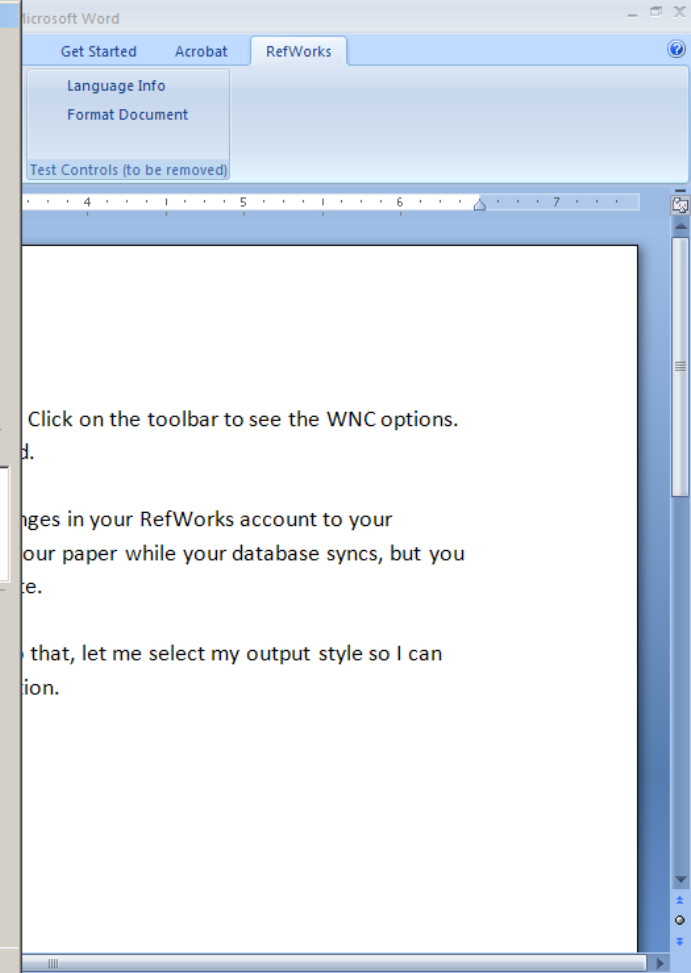 Microsoft Word
Get Started Acrobat RefWorks
Language Info
Format Document
Test Controls (to be removed)
4 5 6 7
Click on the toolbar to see the WNC options.
d.
nges in your RefWorks account to your
our paper while your database syncs, but you
te.
that, let me select my output style so I can
tion.